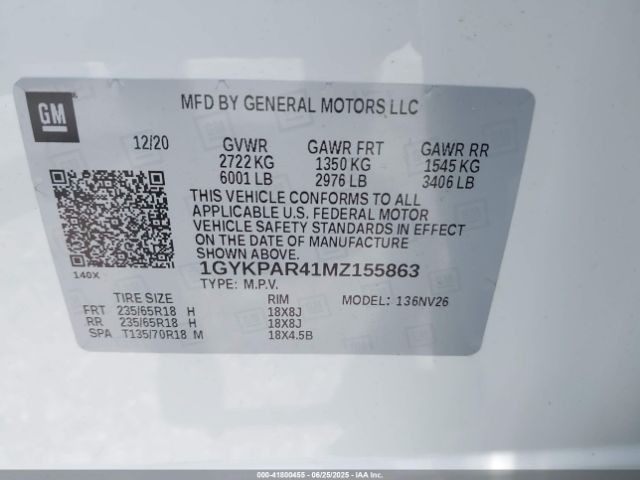 GM
MFD BY GENERAL MOTORS LLC
12/20 GVWR GAWR FRT GAWR RR
2722 KG 1350 KG 1545 KG
6001 LB 2976 LB 3406 LB
THIS VEHICLE CONFORMS TO ALL
APPLICABLE U.S. FEDERAL MOTOR
VEHICLE SAFETY STANDARDS IN EFFECT
ON THE DATE OF MANUFACTURE
SHOWN ABOVE.
140X 1GYKPAR41MZ155863
TYPE: M.P.V.
TIRE SIZE RIM MODEL: 136NV26
FRT 235/65R18 H 18X8J
RR 235/65R18 H 18X8J
SPA T135/70R18 M 18X4.5B
000-41800455 - 06/25/2025 - IAAI.COM